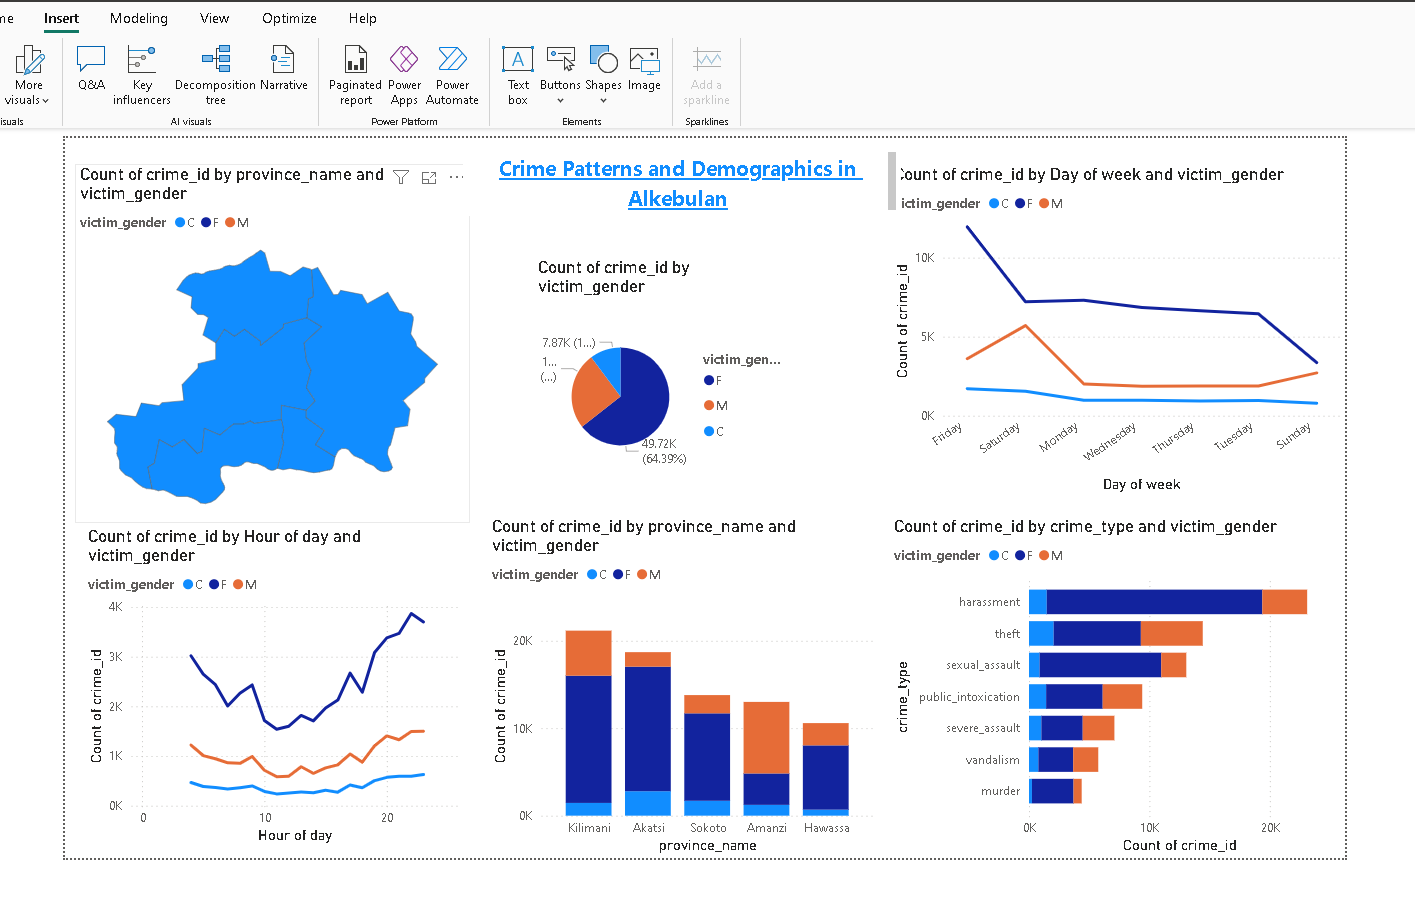 me
Insert
Modeling
View
Optimize
Help
More
visuals
Q&A
Key
influencers
Decomposition
tree
Narrative
Paginated
report
Power
Apps
Power
Automate
Text
box
Buttons
Shapes
Image
Add a
sparkline
isuals
AI visuals
Power Platform
Elements
Sparklines
Count of crime_id by province_name and
victim_gender
victim_gender C F M
Crime Patterns and Demographics in
Alkebulan
Count of crime_id by
victim_gender
7.87K (1...)
1...
(...)
49.72K
(64.39%)
victim_gen...
F
M
C
Count of crime_id by Day of week and victim_gender
victim_gender C F M
Count of crime_id
10K
5K
0K
Friday
Saturday
Monday
Wednesday
Thursday
Tuesday
Sunday
Day of week
Count of crime_id by Hour of day and
victim_gender
victim_gender C F M
Count of crime_id
4K
3K
2K
1K
0K
0
10
20
Hour of day
Count of crime_id by province_name and
victim_gender
victim_gender C F M
Count of crime_id
20K
10K
0K
Kilimani
Akatsi
Sokoto
Amanzi
Hawassa
province_name
Count of crime_id by crime_type and victim_gender
victim_gender C F M
crime_type
harassment
theft
sexual_assault
public_intoxication
severe_assault
vandalism
murder
0K
10K
20K
Count of crime_id